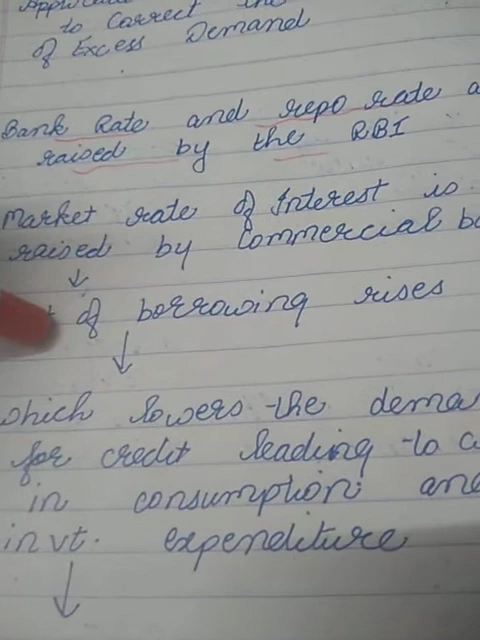 to Correct the
of Excess Demand
Bank Rate and repo rate a
raised by the RBI
Market rate of Interest is
raised by Commercial b
of borrowing rises
which lowers the dema
for credit leading to a
in consumption and
invt. expenditure